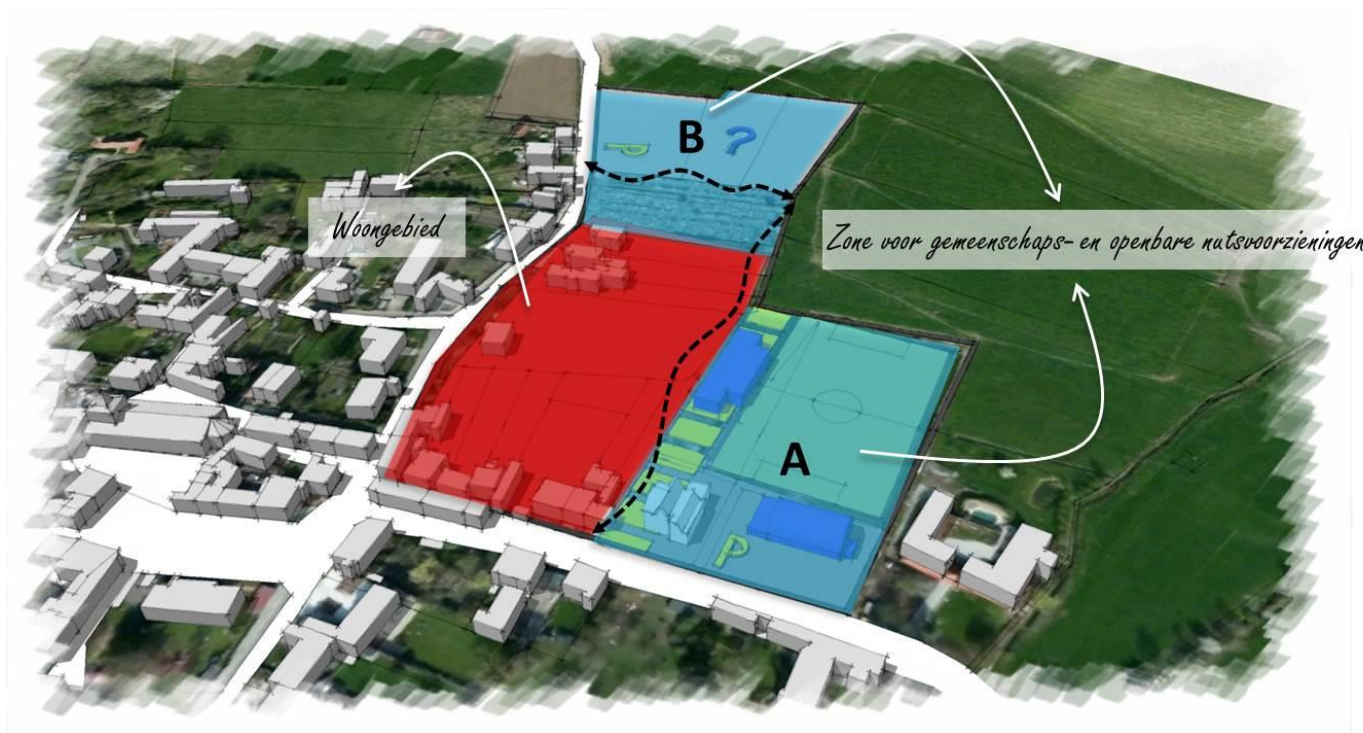 B
P ?
Woongebied
Zone voor gemeenschaps- en openbare nutsvoorzieningen
A
P